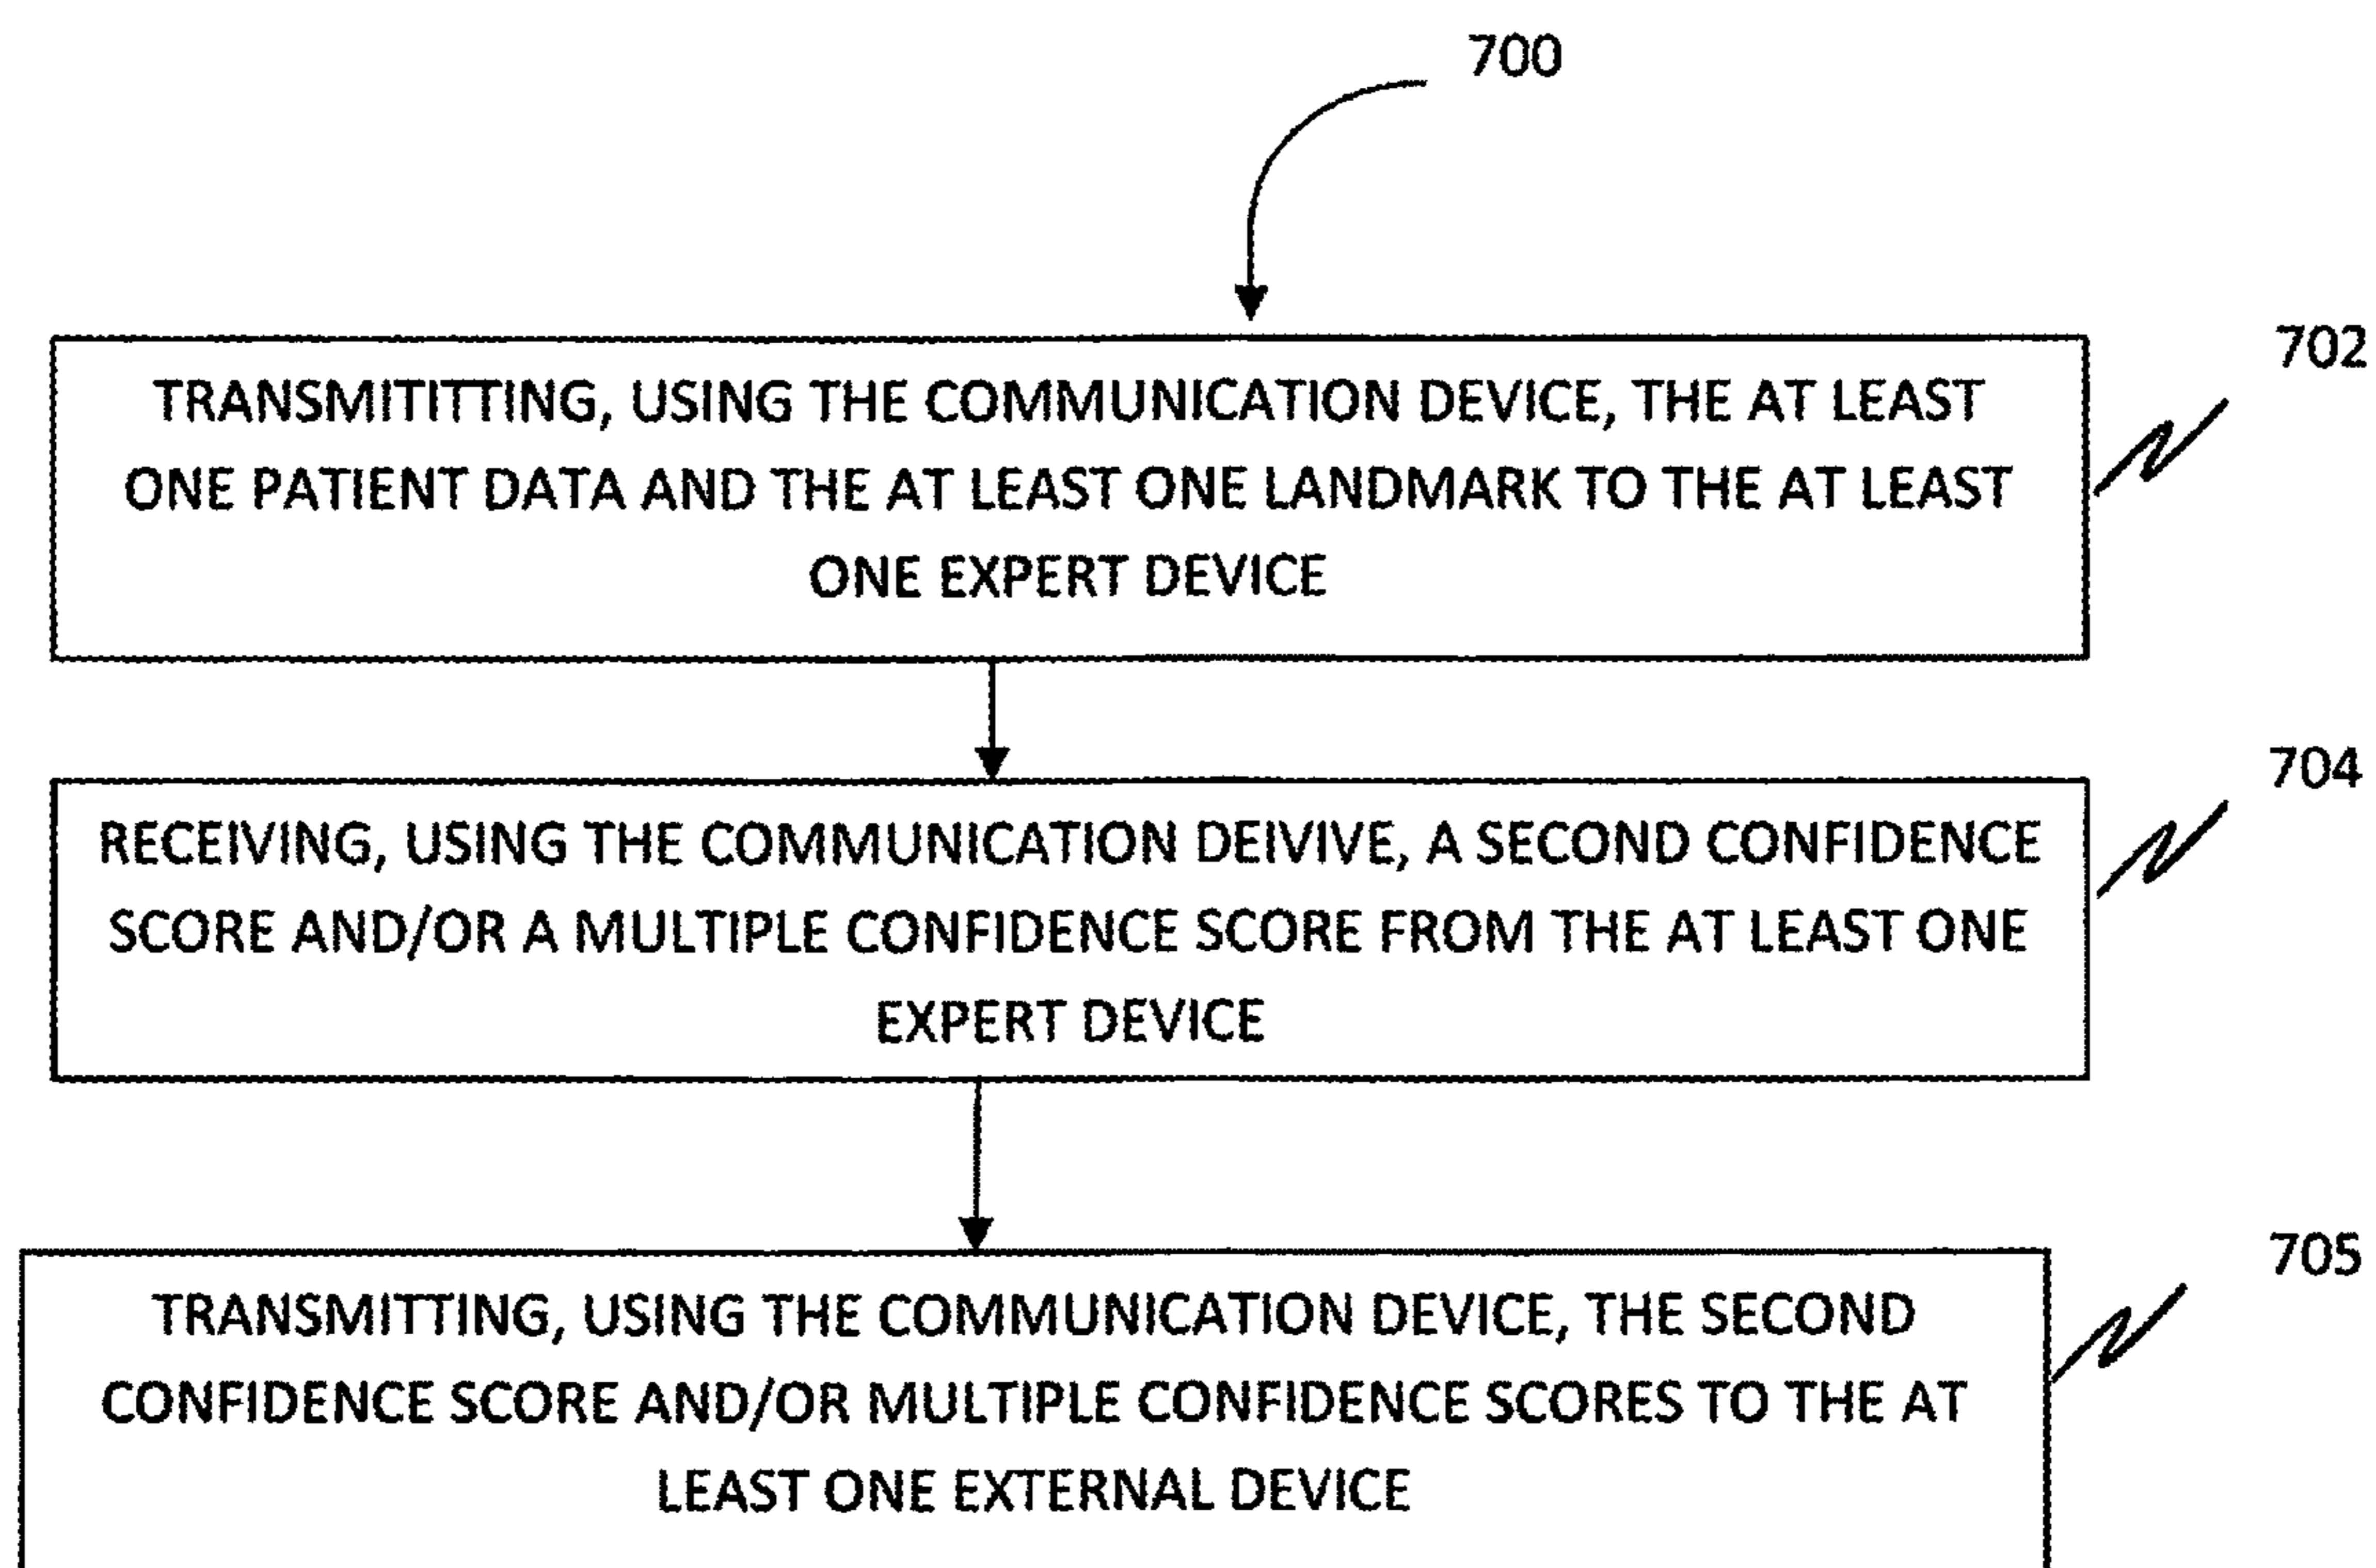 700
702
TRANSMITITTING, USING THE COMMUNICATION DEVICE, THE AT LEAST
ONE PATIENT DATA AND THE AT LEAST ONE LANDMARK TO THE AT LEAST
ONE EXPERT DEVICE
704
RECEIVING, USING THE COMMUNICATION DEIVIVE, A SECOND CONFIDENCE
SCORE AND/OR A MULTIPLE CONFIDENCE SCORE FROM THE AT LEAST ONE
EXPERT DEVICE
705
TRANSMITTING, USING THE COMMUNICATION DEVICE, THE SECOND
CONFIDENCE SCORE AND/OR MULTIPLE CONFIDENCE SCORES TO THE AT
LEAST ONE EXTERNAL DEVICE